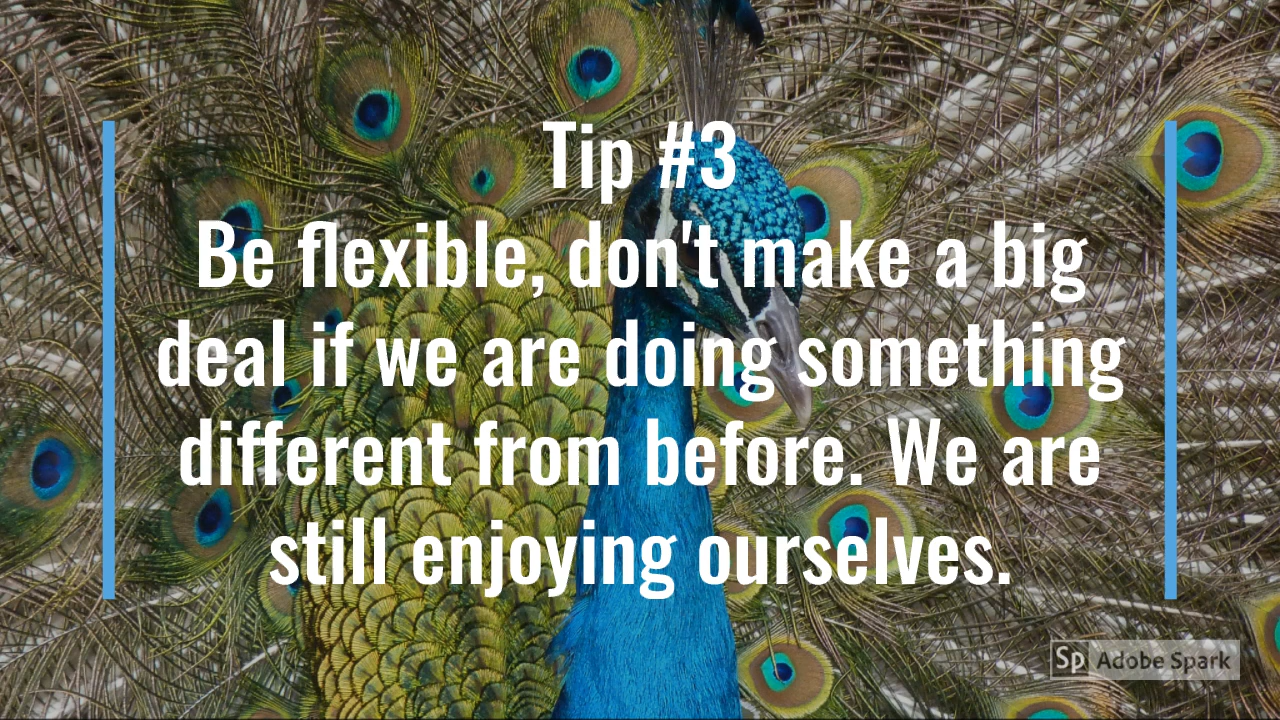 Tip #3
Be flexible, don't make a big
deal if we are doing something
different from before. We are
still enjoying ourselves.
Sp Adobe Spark